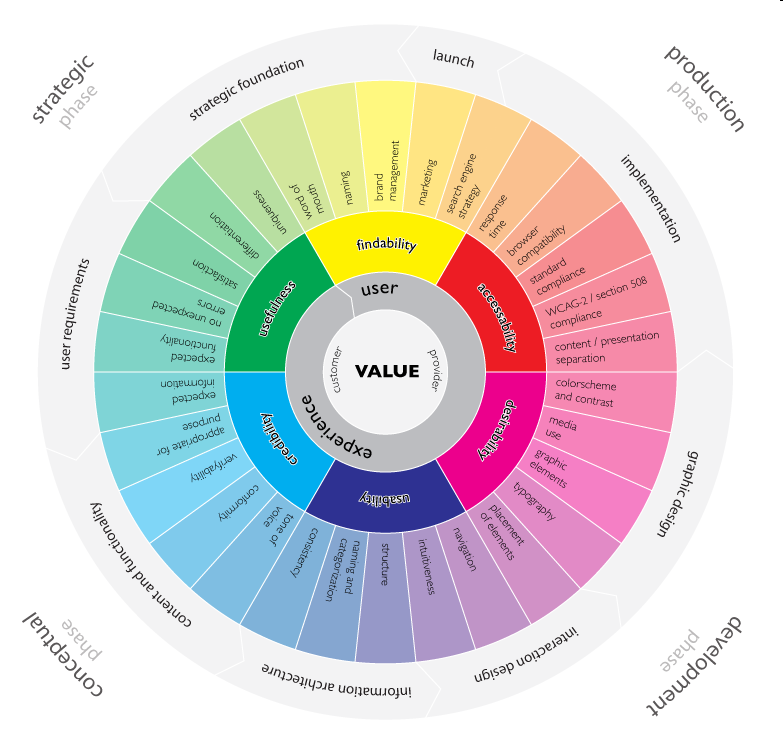 strategic
phase
production
phase
development
phase
conceptual
phase
launch
implementation
graphic design
interaction design
information architecture
content and functionality
user requirements
strategic foundation
brand
management
marketing
search engine
strategy
response
time
browser
compatibility
standard
compliance
WCAG-2 / section 508
compliance
content / presentation
separation
colorscheme
and contrast
media
use
graphic
elements
typography
placement
of elements
navigation
intuitiveness
structure
naming and
categorization
consistency
tone of
voice
conformity
verifyability
appropriate for
purpose
expected
information
expected
functionality
no unexpected
errors
satisfaction
differentiation
uniqueness
word of
mouth
naming
findability
accessability
desirability
usability
credibility
usefulness
user
experience
customer
VALUE
provider